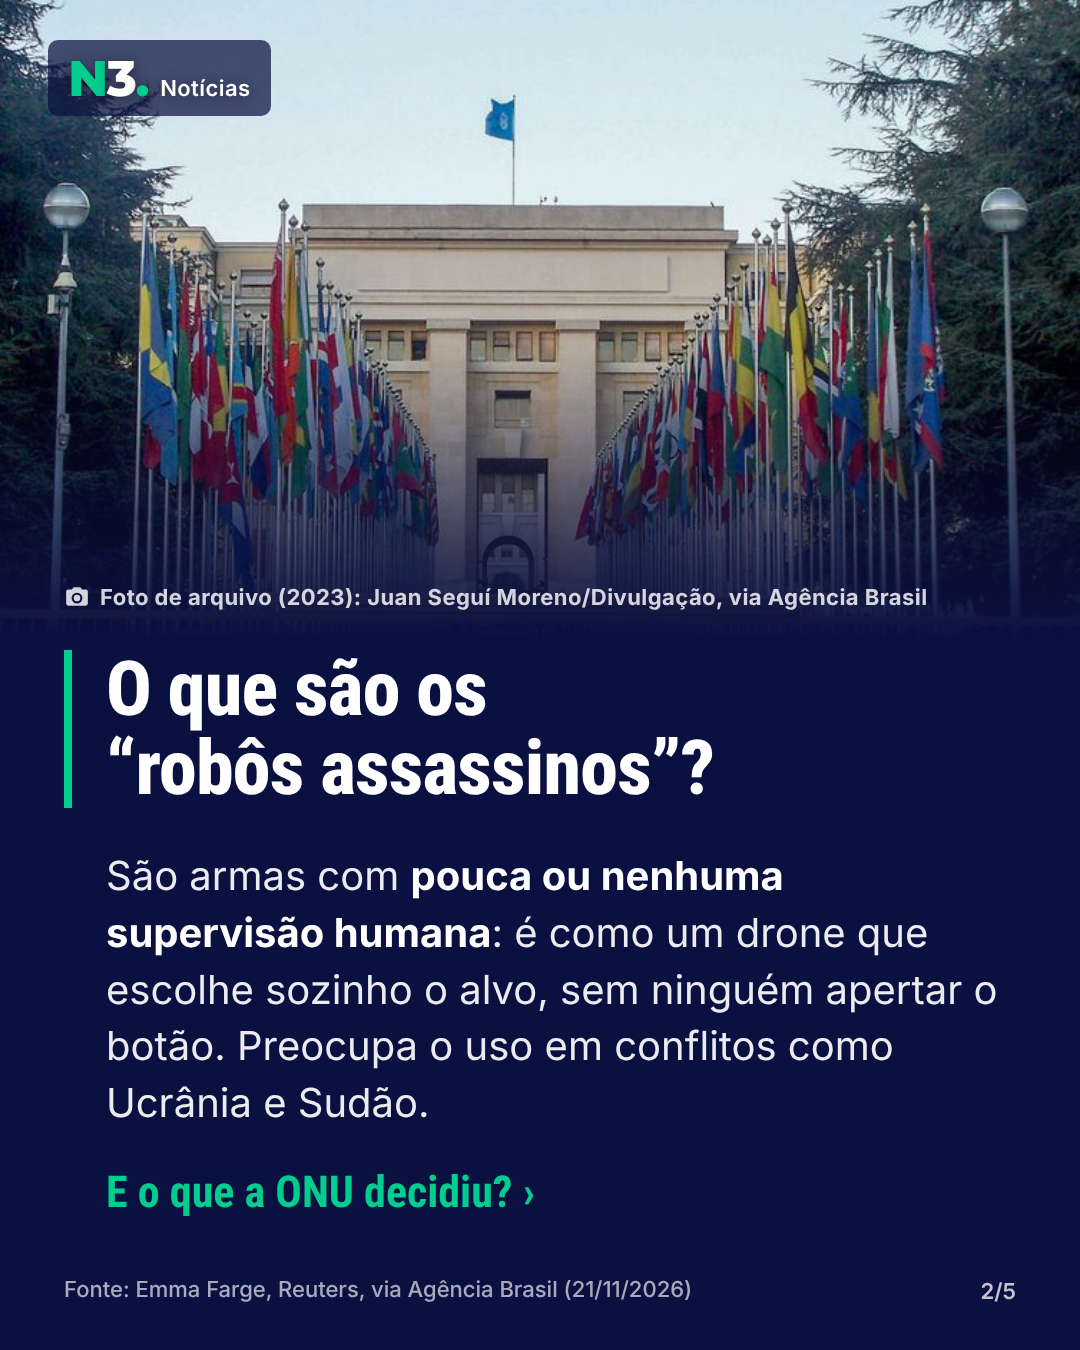 N3. Notícias
Foto de arquivo (2023): Juan Seguí Moreno/Divulgação, via Agência Brasil
O que são os
“robôs assassinos”?
São armas com pouca ou nenhuma
supervisão humana: é como um drone que
escolhe sozinho o alvo, sem ninguém apertar o
botão. Preocupa o uso em conflitos como
Ucrânia e Sudão.
E o que a ONU decidiu? ›
Fonte: Emma Farge, Reuters, via Agência Brasil (21/11/2026)
2/5